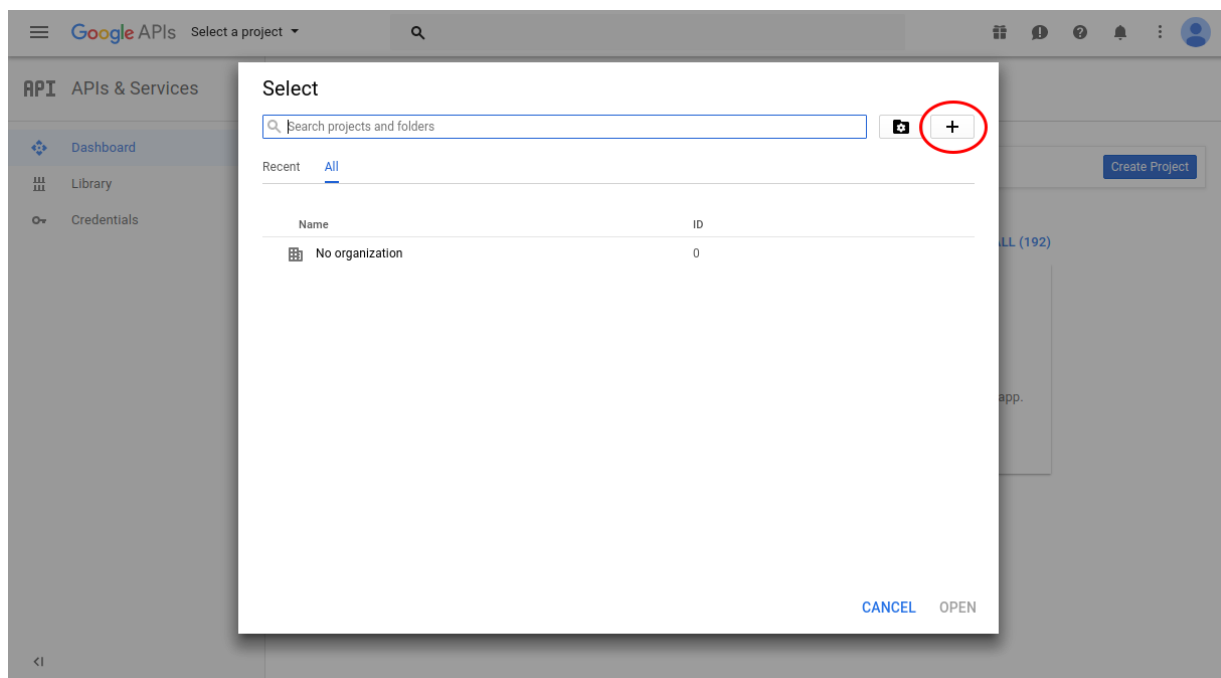 Google APIs Select a project
API APIs & Services
Select
Search projects and folders
Dashboard
Recent All
Create Project
Library
Credentials
Name ID
LL (192)
No organization 0
app.
CANCEL OPEN